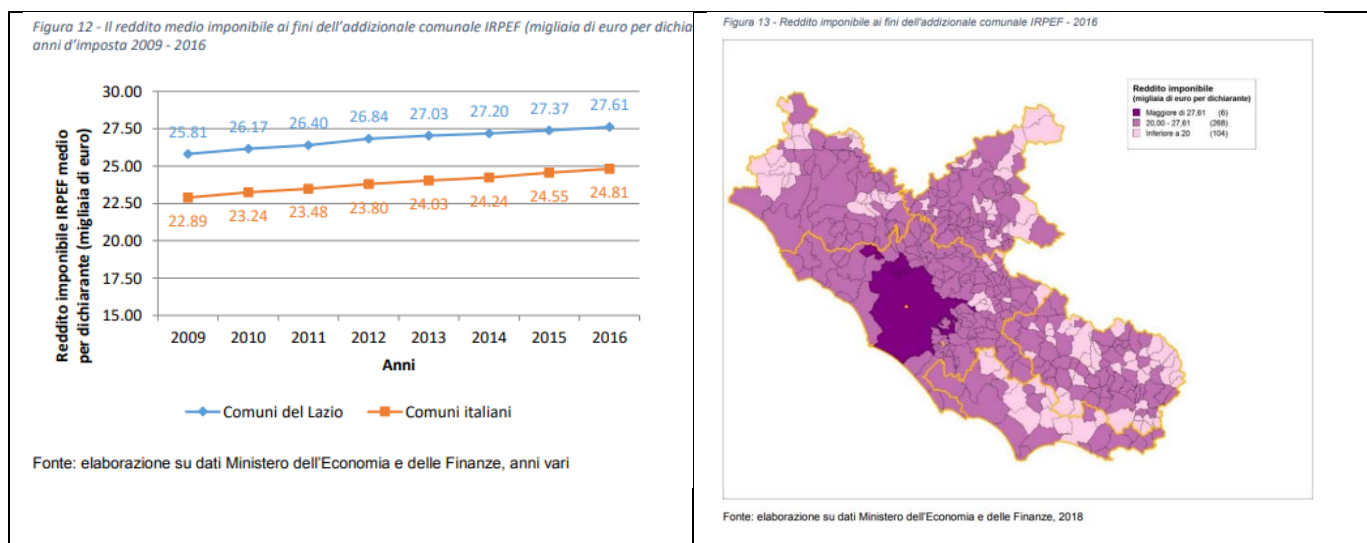 Figura 12 - Il reddito medio imponibile ai fini dell'addizionale comunale IRPEF (migliaia di euro per dichia
anni d'imposta 2009 - 2016
Reddito imponibile IRPEF medio
per dichiarante (migliaia di euro)
30.00
27.50
25.00
22.50
20.00
17.50
15.00
25.81
26.17
26.40
26.84
27.03
27.20
27.37
27.61
22.89
23.24
23.48
23.80
24.03
24.24
24.55
24.81
2009
2010
2011
2012
2013
2014
2015
2016
Anni
Comuni del Lazio
Comuni italiani
Fonte: elaborazione su dati Ministero dell'Economia e delle Finanze, anni vari
Figura 13 - Reddito imponibile ai fini dell'addizionale comunale IRPEF - 2016
Reddito imponibile
(migliaia di euro per dichiarante)
Maggiore di 27,61 (6)
20,00 - 27,61 (268)
Inferiore a 20 (104)
Fonte: elaborazione su dati Ministero dell'Economia e delle Finanze, 2018